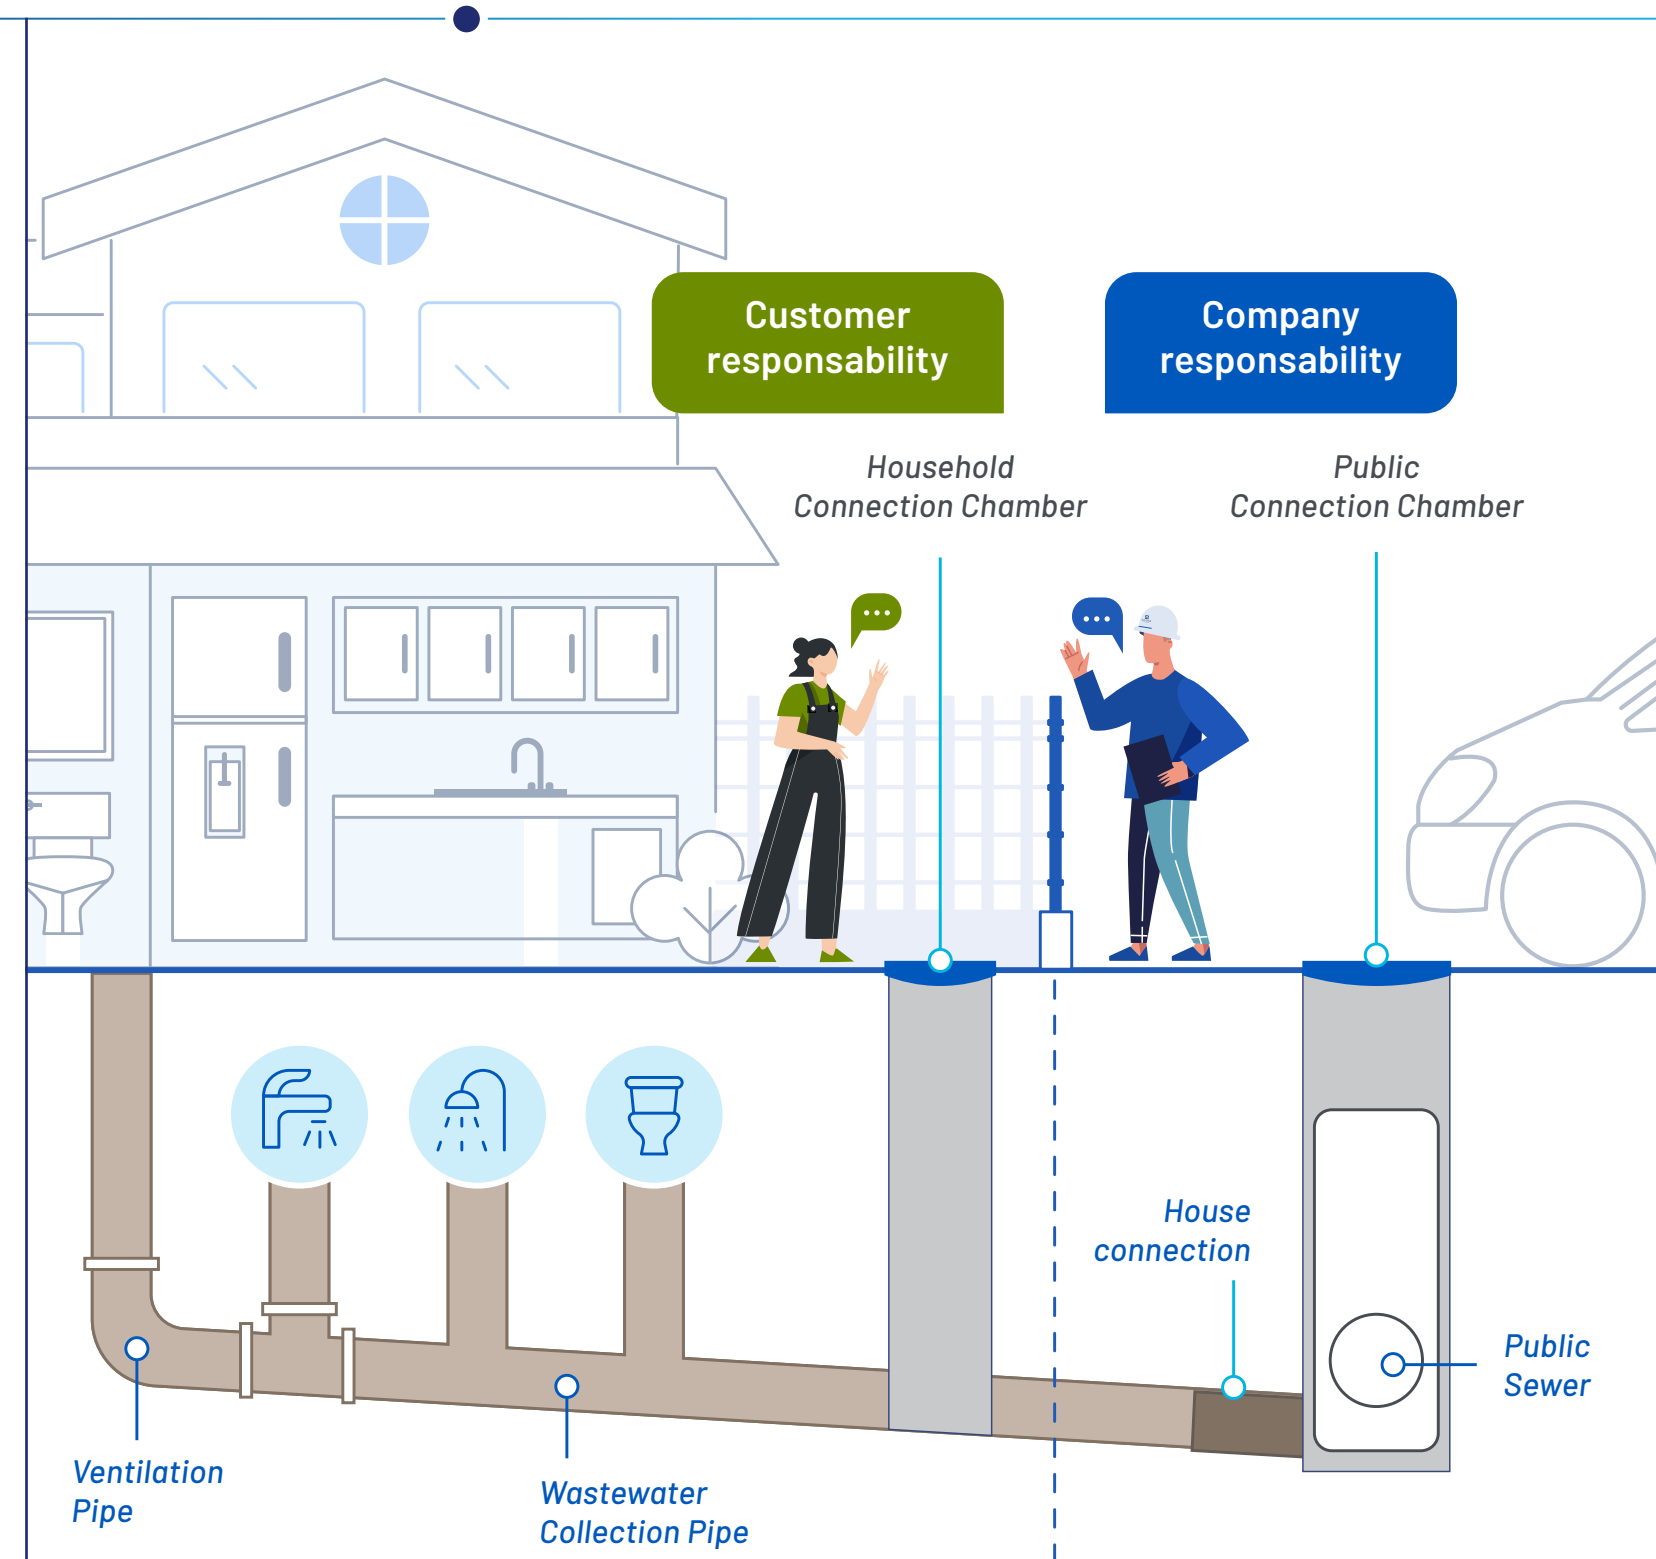 Customer
responsability
Company
responsability
Household
Connection Chamber
Public
Connection Chamber
House
connection
Public
Sewer
Ventilation
Pipe
Wastewater
Collection Pipe